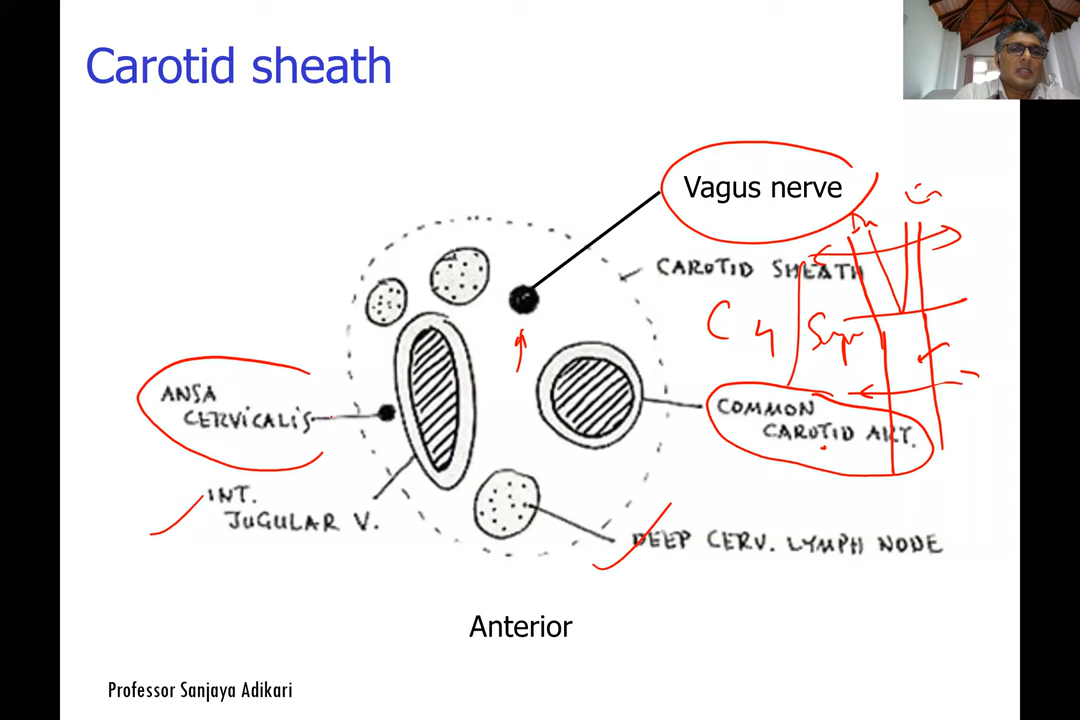 Carotid sheath
Vagus nerve
CAROTID SHEATH
C 4
ANSA
CERVICALIS
COMMON
CAROTID ART.
INT.
JUGULAR V.
DEEP CERV. LYMPH NODE
Anterior
Professor Sanjaya Adikari